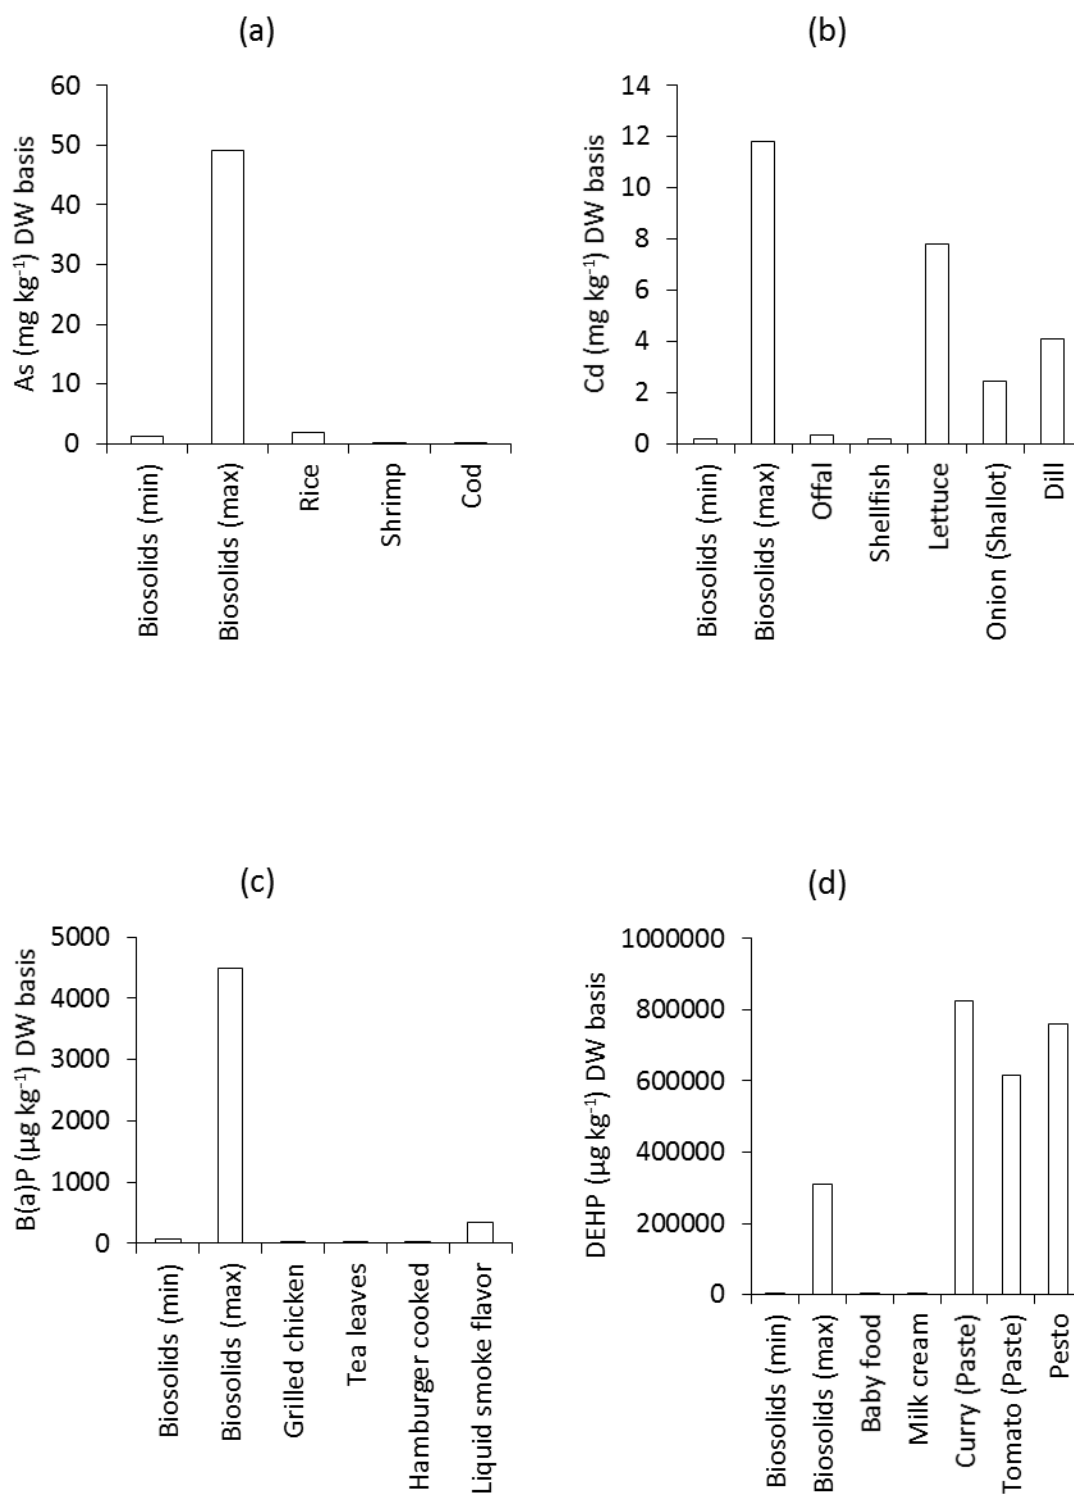 (a)
As (mg kg⁻¹) DW basis
60
50
40
30
20
10
0
Biosolids (min)
Biosolids (max)
Rice
Shrimp
Cod
(b)
Cd (mg kg⁻¹) DW basis
14
12
10
8
6
4
2
0
Biosolids (min)
Biosolids (max)
Offal
Shellfish
Lettuce
Onion (Shallot)
Dill
(c)
B(a)P (µg kg⁻¹) DW basis
5000
4000
3000
2000
1000
0
Biosolids (min)
Biosolids (max)
Grilled chicken
Tea leaves
Hamburger cooked
Liquid smoke flavor
(d)
DEHP (µg kg⁻¹) DW basis
1000000
800000
600000
400000
200000
0
Biosolids (min)
Biosolids (max)
Baby food
Milk cream
Curry (Paste)
Tomato (Paste)
Pesto